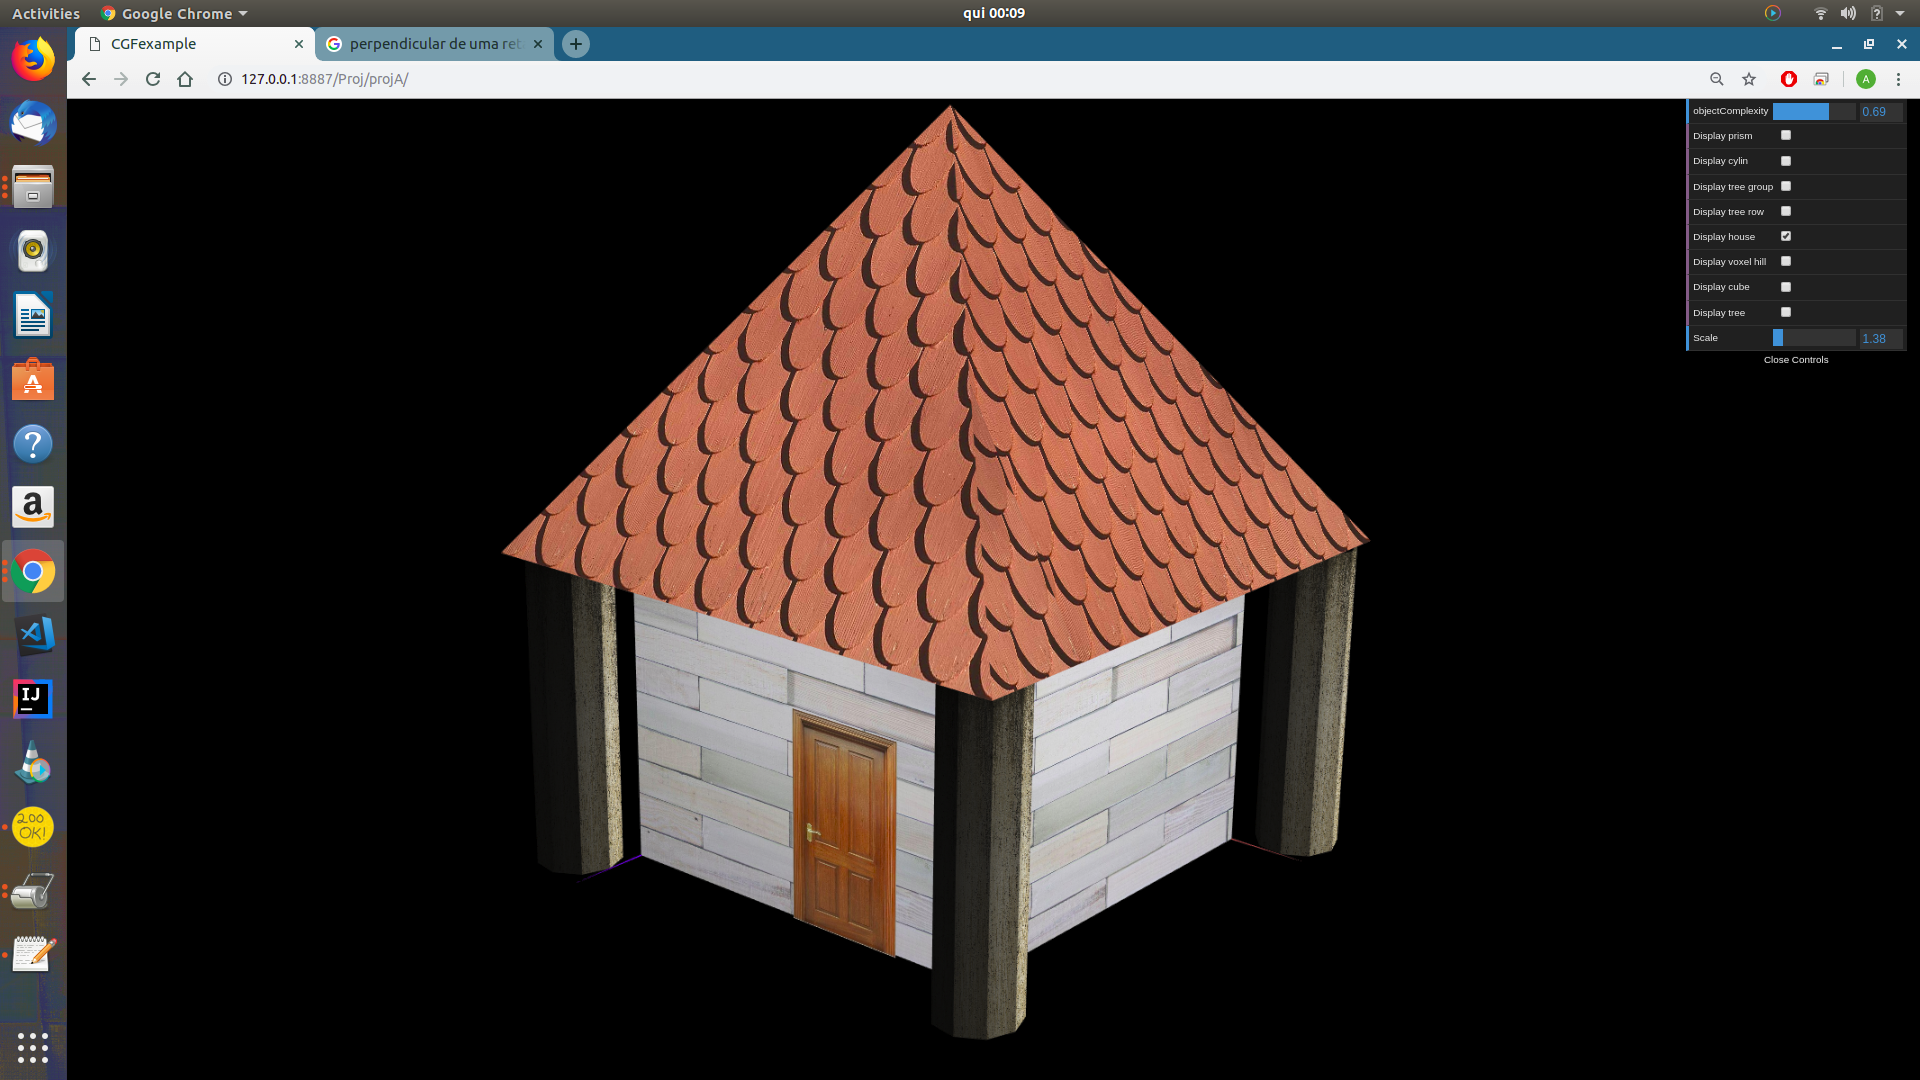 Activities Google Chrome qui 00:09
CGFexample perpendicular de uma ret
127.0.0.1:8887/Proj/projA/ A
objectComplexity 0.69
Display prism
Display cylin
Display tree group
Display tree row
Display house
Display voxel hill
Display cube
Display tree
Scale 1.38
Close Controls
A
?
a
IJ
200
OK!